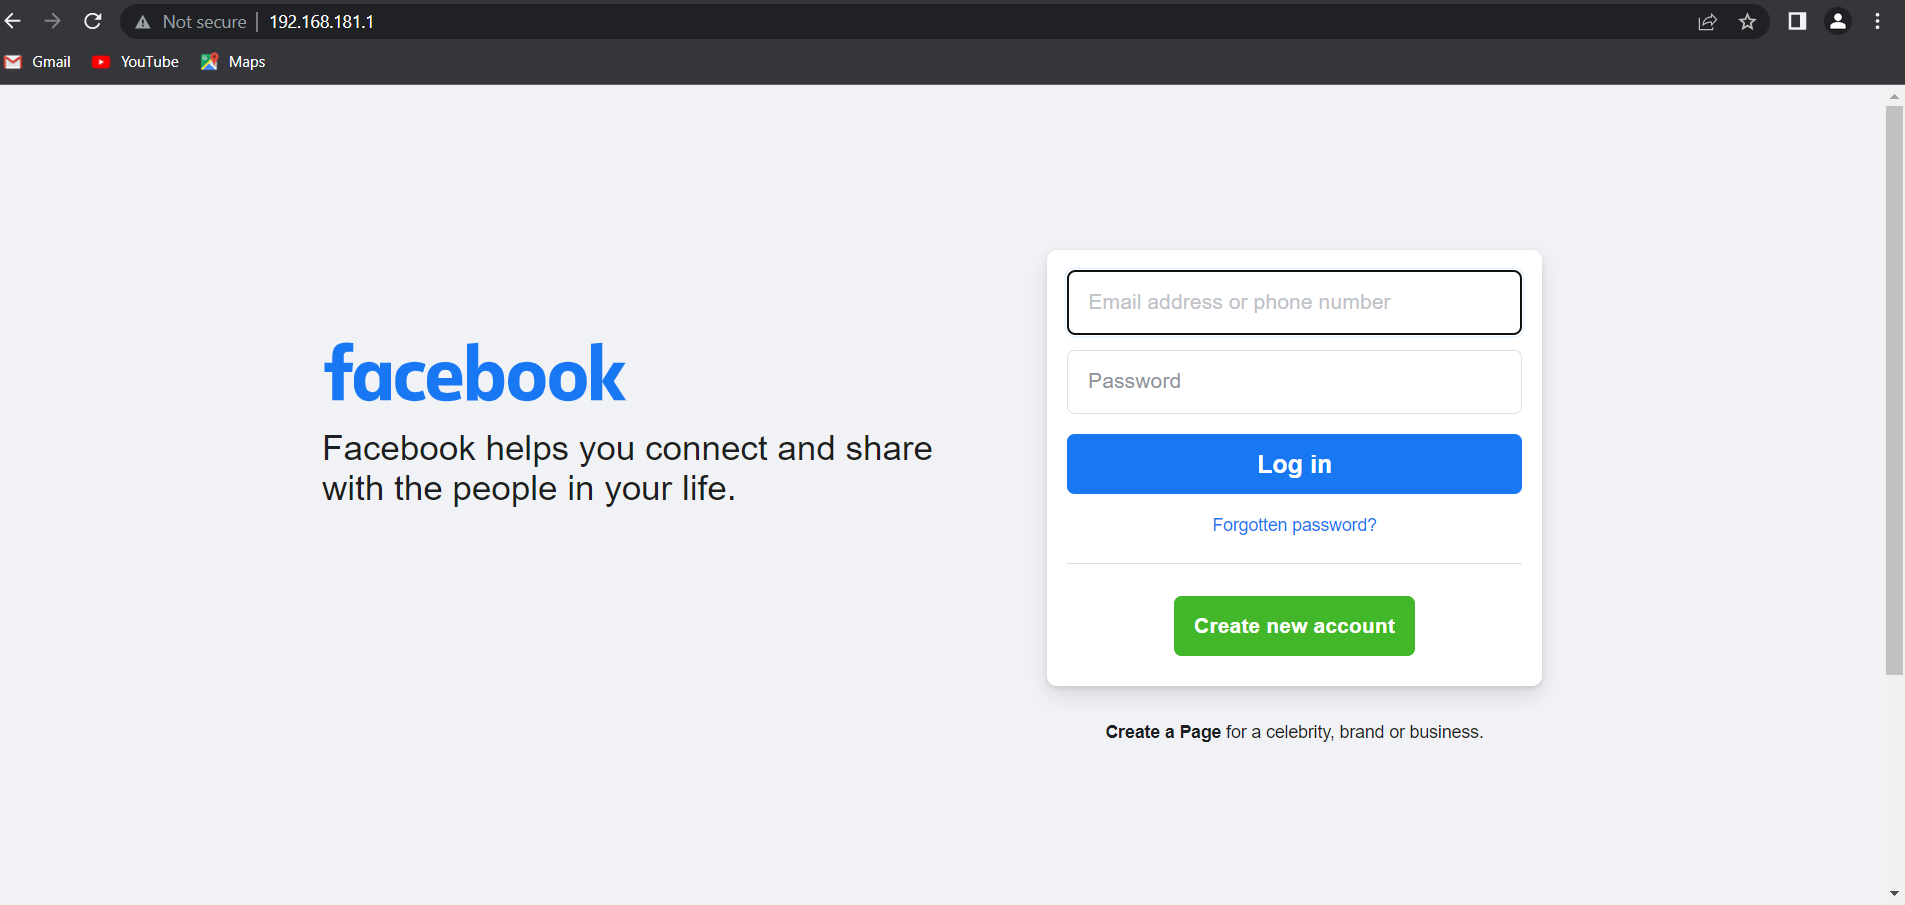 Not secure | 192.168.181.1
Gmail YouTube Maps
facebook
Facebook helps you connect and share
with the people in your life.
Email address or phone number
Password
Log in
Forgotten password?
Create new account
Create a Page for a celebrity, brand or business.